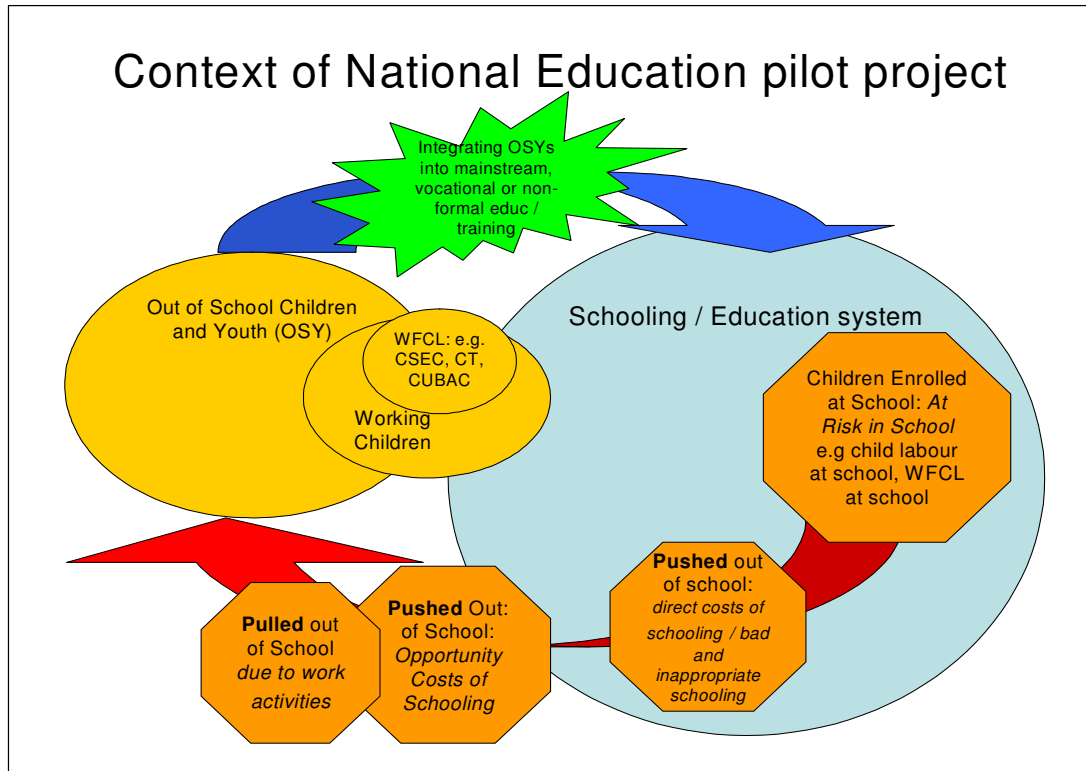 Context of National Education pilot project
Integrating OSYs
into mainstream,
vocational or non-
formal educ /
training
Out of School Children
and Youth (OSY)
WFCL: e.g.
CSEC, CT,
CUBAC
Working
Children
Schooling / Education system
Children Enrolled
at School: At
Risk in School
e.g child labour
at school, WFCL
at school
Pulled out
of School
due to work
activities
Pushed Out:
of School:
Opportunity
Costs of
Schooling
Pushed out
of school:
direct costs of
schooling / bad
and
inappropriate
schooling